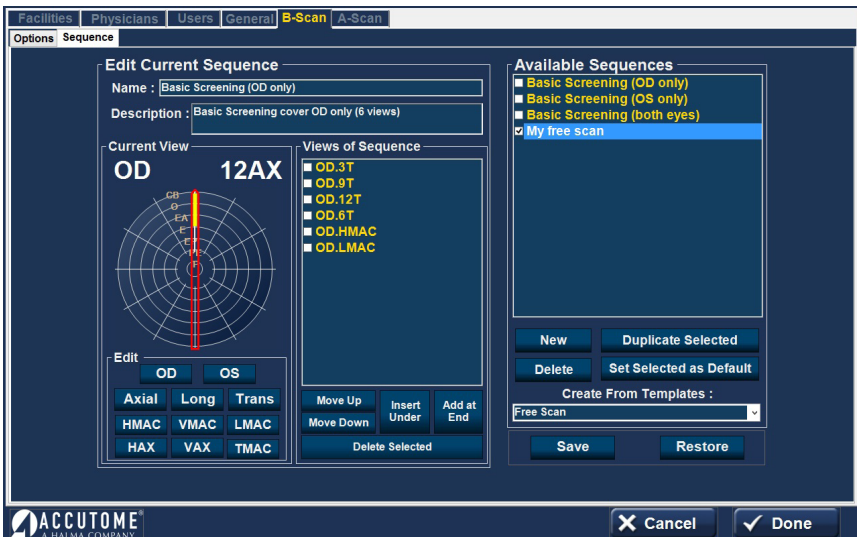 Facilities Physicians Users General B-Scan A-Scan
Options Sequence
Edit Current Sequence
Name : Basic Screening (OD only)
Description : Basic Screening cover OD only (6 views)
Current View
OD 12AX
CB
O
EA
E
Edit
OD OS
Axial Long Trans
HMAC VMAC LMAC
HAX VAX TMAC
Views of Sequence
OD.3T
OD.9T
OD.12T
OD.6T
OD.HMAC
OD.LMAC
Move Up
Move Down
Insert Under
Add at End
Delete Selected
Available Sequences
Basic Screening (OD only)
Basic Screening (OS only)
Basic Screening (both eyes)
My free scan
New Duplicate Selected
Delete Set Selected as Default
Create From Templates :
Free Scan
Save Restore
ACCUTOME®
A HALMA COMPANY
Cancel Done